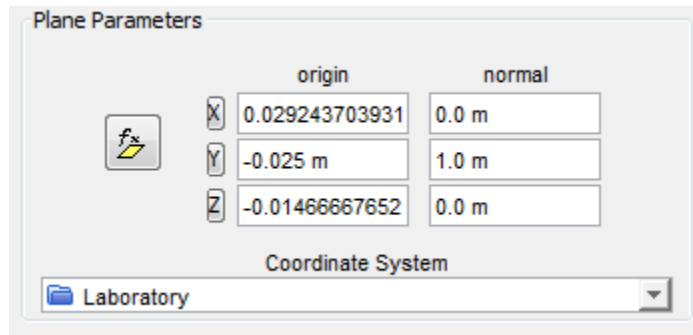 Plane Parameters
origin normal
X 0.029243703931 0.0 m
fx
Y -0.025 m 1.0 m
Z -0.01466667652 0.0 m
Coordinate System
Laboratory